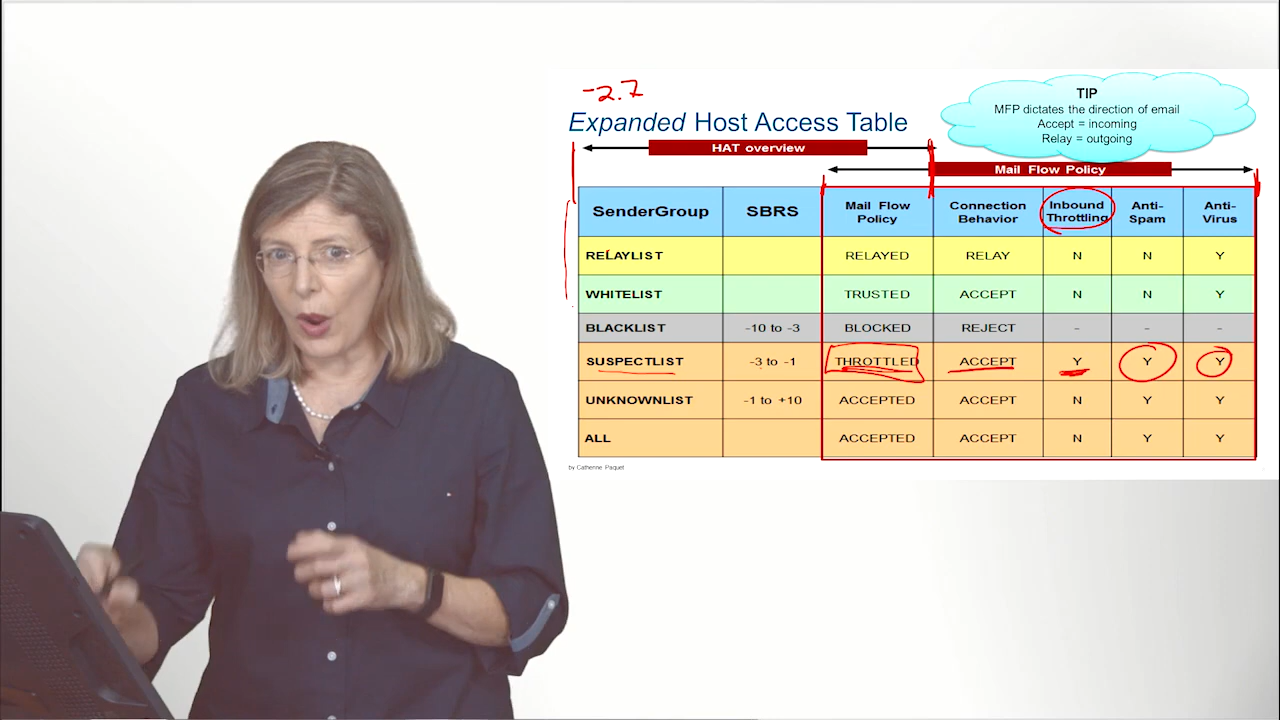 -2.7
TIP
MFP dictates the direction of email
Accept = incoming
Relay = outgoing
Expanded Host Access Table
HAT overview
Mail Flow Policy
SenderGroup SBRS Mail Flow Policy Connection Behavior Inbound Throttling Anti-Spam Anti-Virus
RELAYLIST RELAYED RELAY N N Y
WHITELIST TRUSTED ACCEPT N N Y
BLACKLIST -10 to -3 BLOCKED REJECT - - -
SUSPECTLIST -3 to -1 THROTTLED ACCEPT Y Y Y
UNKNOWNLIST -1 to +10 ACCEPTED ACCEPT N Y Y
ALL ACCEPTED ACCEPT N Y Y
by Catherine Paquet